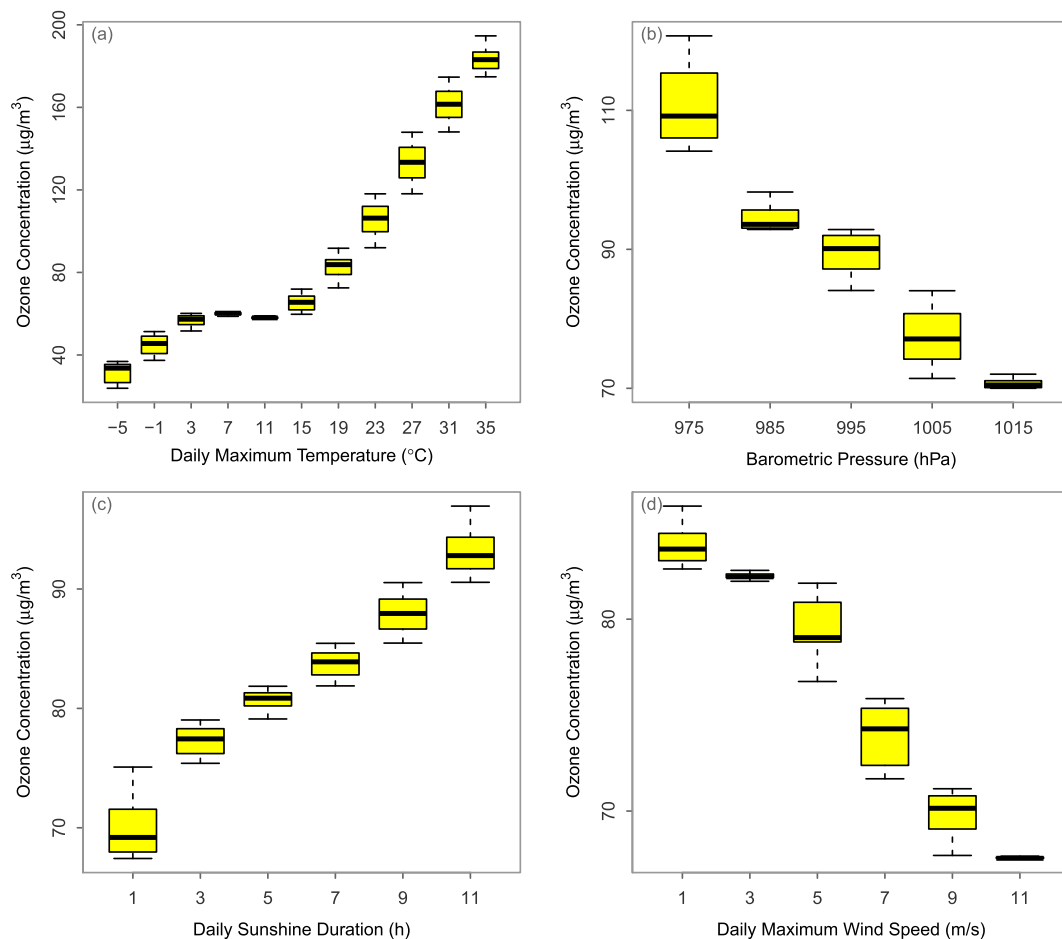 (a)
200
160
120
80
40
Ozone Concentration (μg/m³)
−5 −1 3 7 11 15 19 23 27 31 35
Daily Maximum Temperature (°C)
(b)
110
90
70
Ozone Concentration (μg/m³)
975 985 995 1005 1015
Barometric Pressure (hPa)
(c)
90
80
70
Ozone Concentration (μg/m³)
1 3 5 7 9 11
Daily Sunshine Duration (h)
(d)
80
70
Ozone Concentration (μg/m³)
1 3 5 7 9 11
Daily Maximum Wind Speed (m/s)